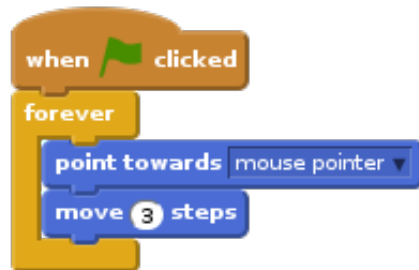 when clicked
forever
point towards mouse pointer
move 3 steps